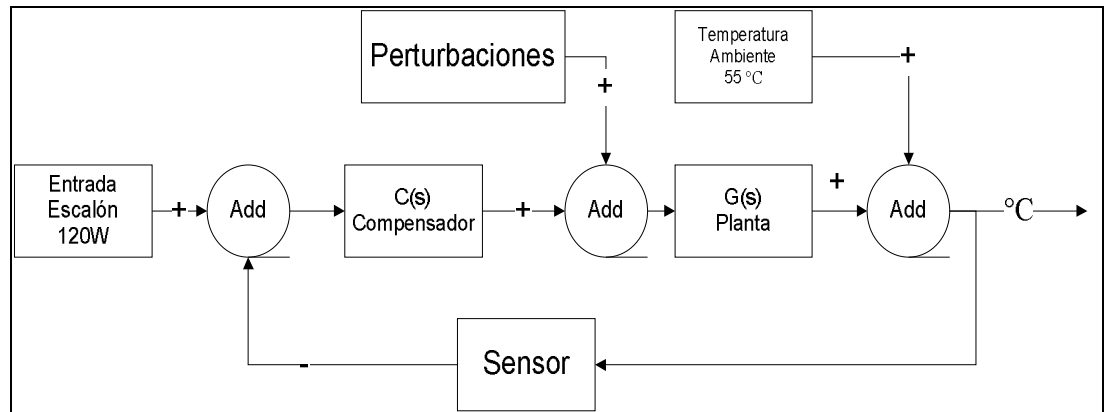 Perturbaciones
Temperatura
Ambiente
55 °C
+
+
Entrada
Escalón
120W
+
Add
C(s)
Compensador
+
Add
G(s)
Planta
+
Add
°C
Sensor
-